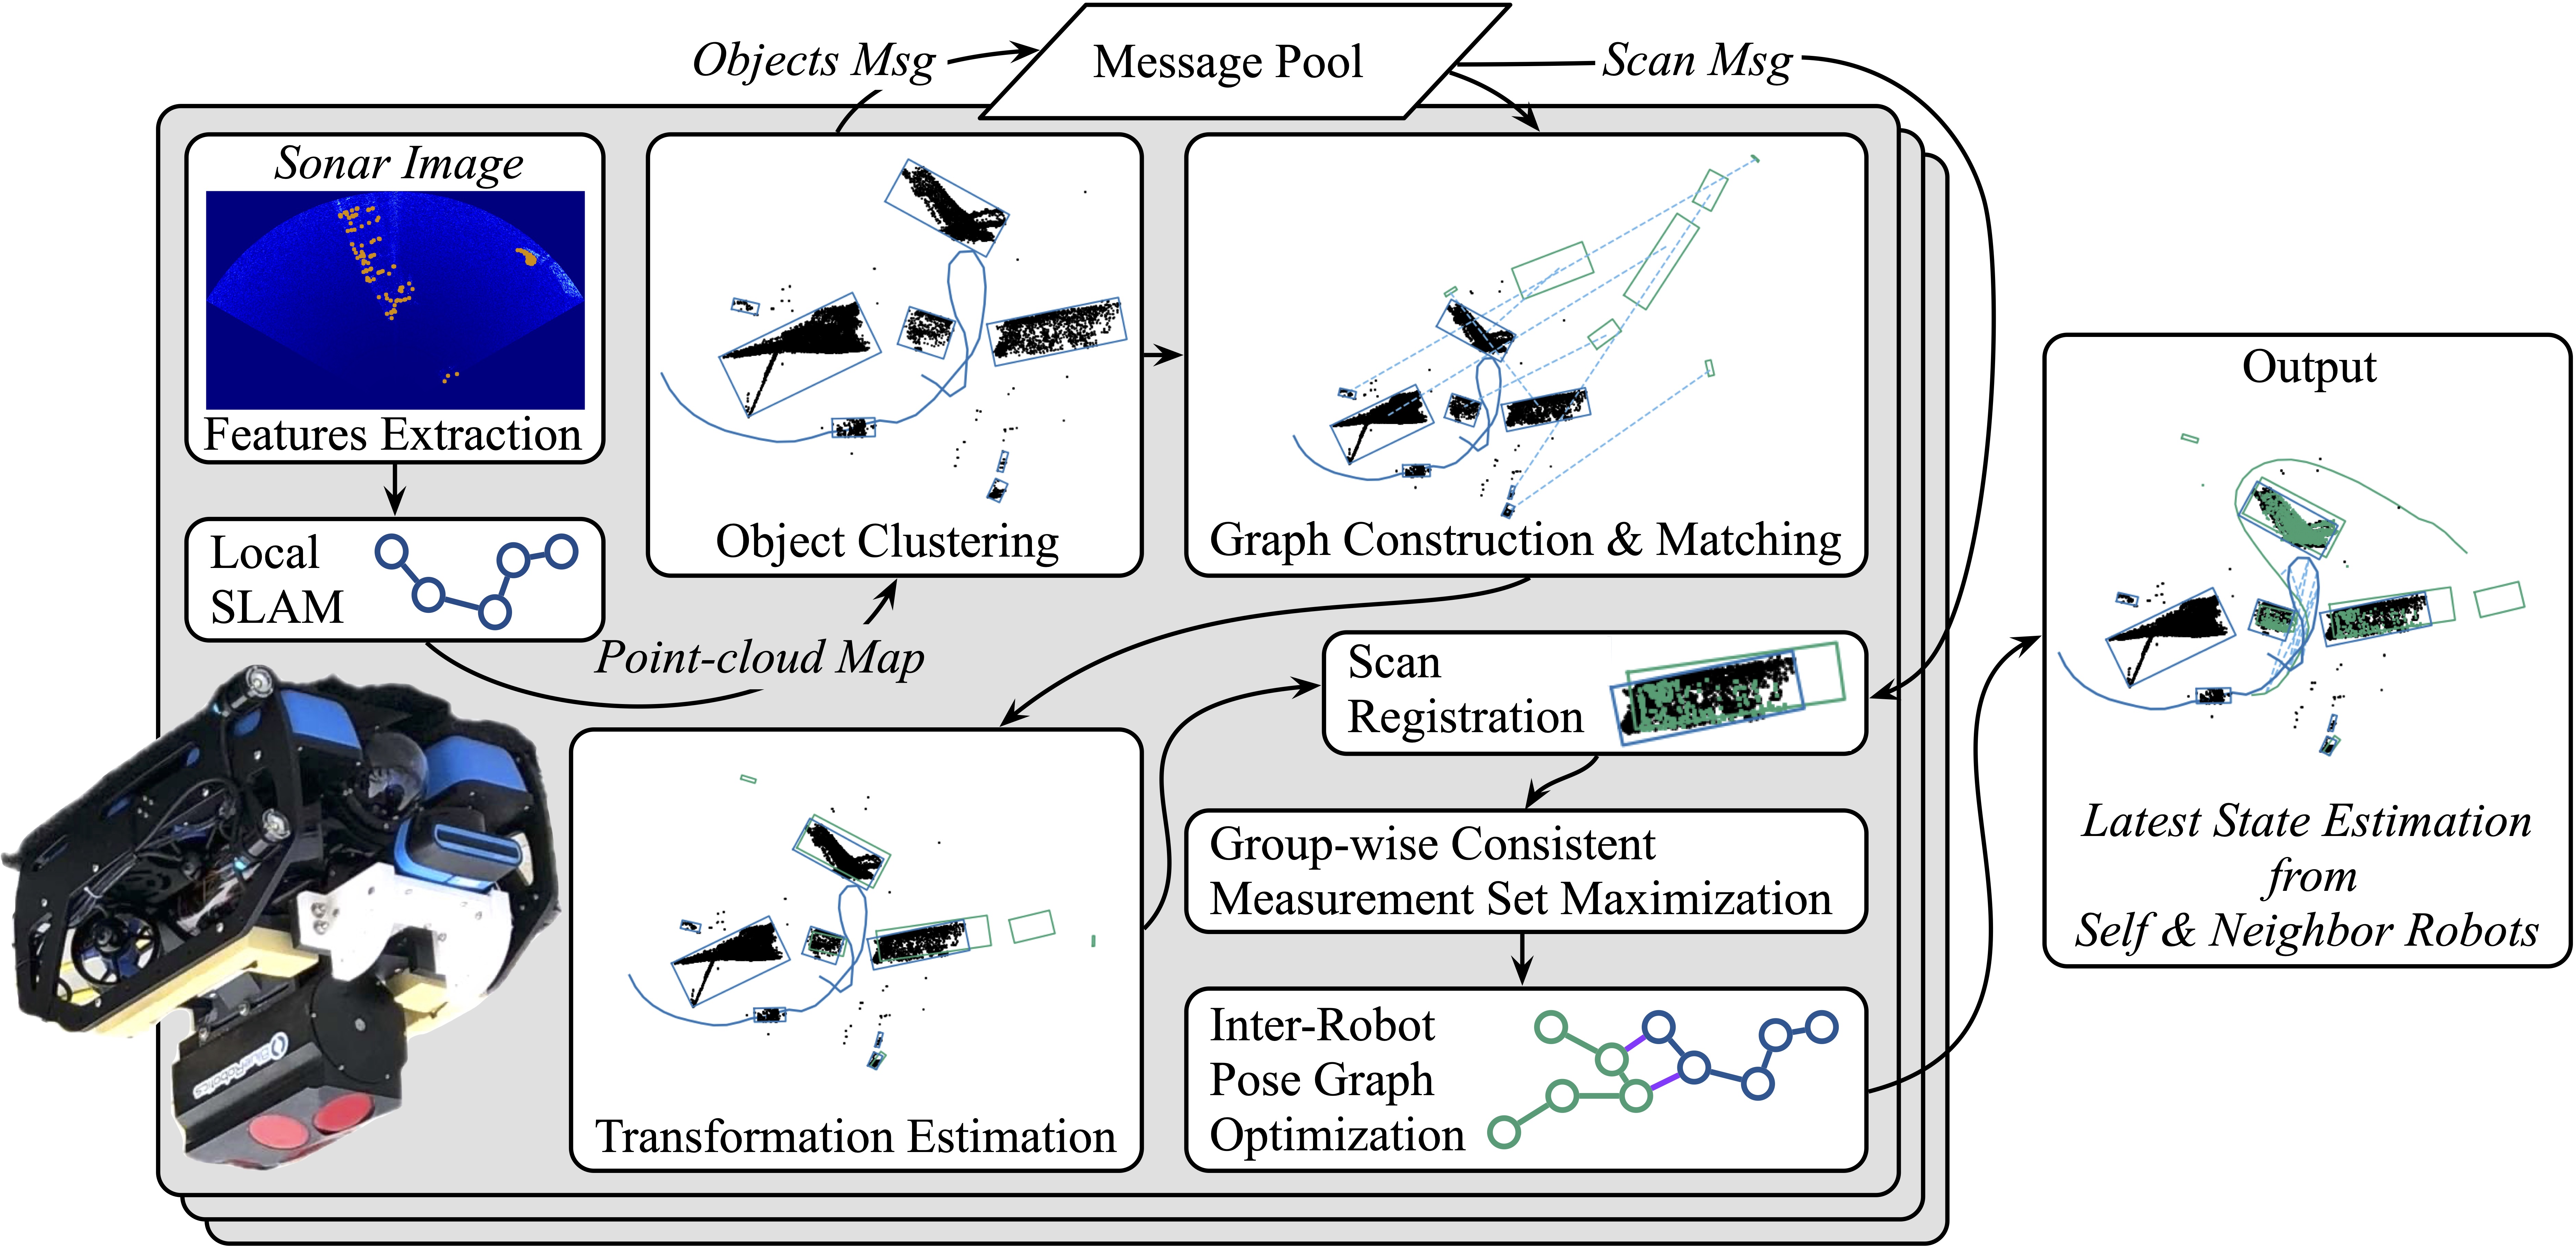 Objects Msg
Message Pool
Scan Msg
Sonar Image
Features Extraction
Local
SLAM
Point-cloud Map
Object Clustering
Graph Construction & Matching
Transformation Estimation
Scan
Registration
Group-wise Consistent
Measurement Set Maximization
Inter-Robot
Pose Graph
Optimization
Output
Latest State Estimation
from
Self & Neighbor Robots
BlueRobotics